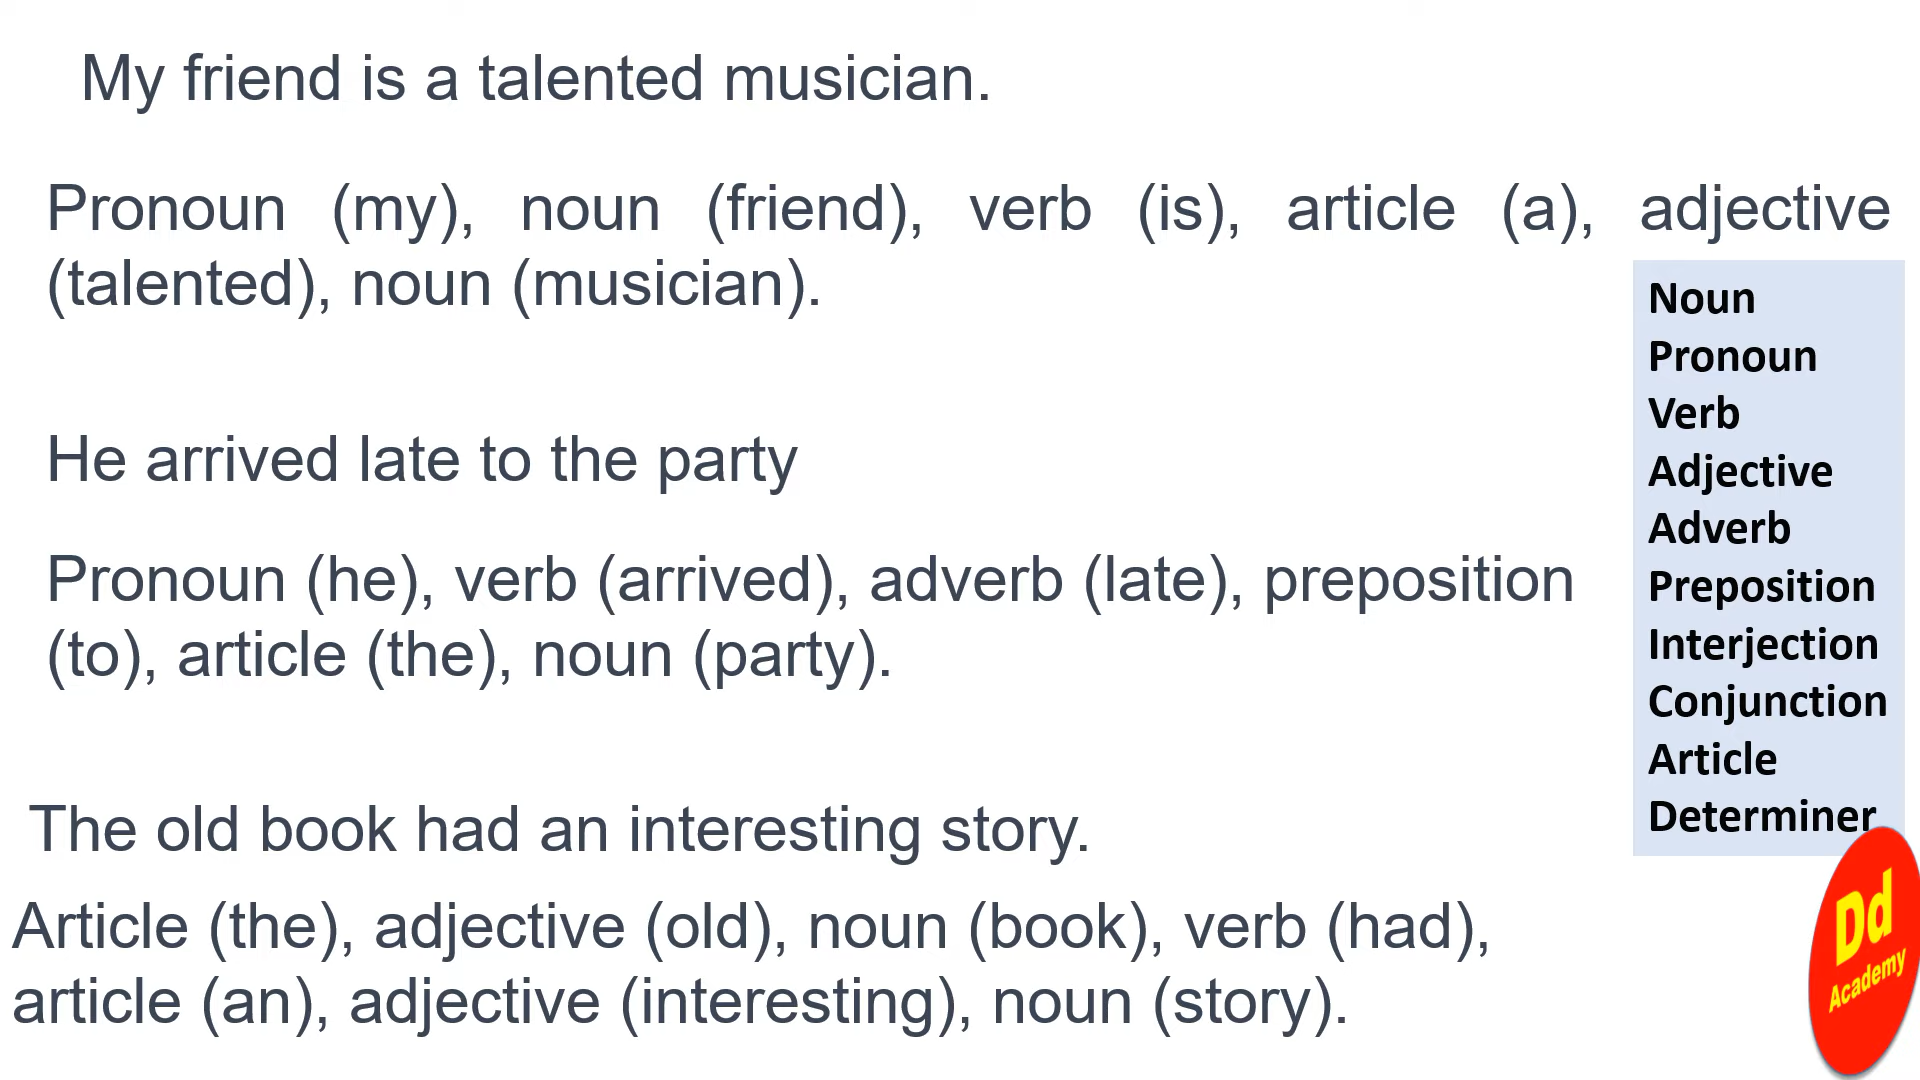 My friend is a talented musician.
Pronoun (my), noun (friend), verb (is), article (a), adjective
(talented), noun (musician).
He arrived late to the party
Pronoun (he), verb (arrived), adverb (late), preposition
(to), article (the), noun (party).
The old book had an interesting story.
Article (the), adjective (old), noun (book), verb (had),
article (an), adjective (interesting), noun (story).
Noun
Pronoun
Verb
Adjective
Adverb
Preposition
Interjection
Conjunction
Article
Determiner
Dd
Academy